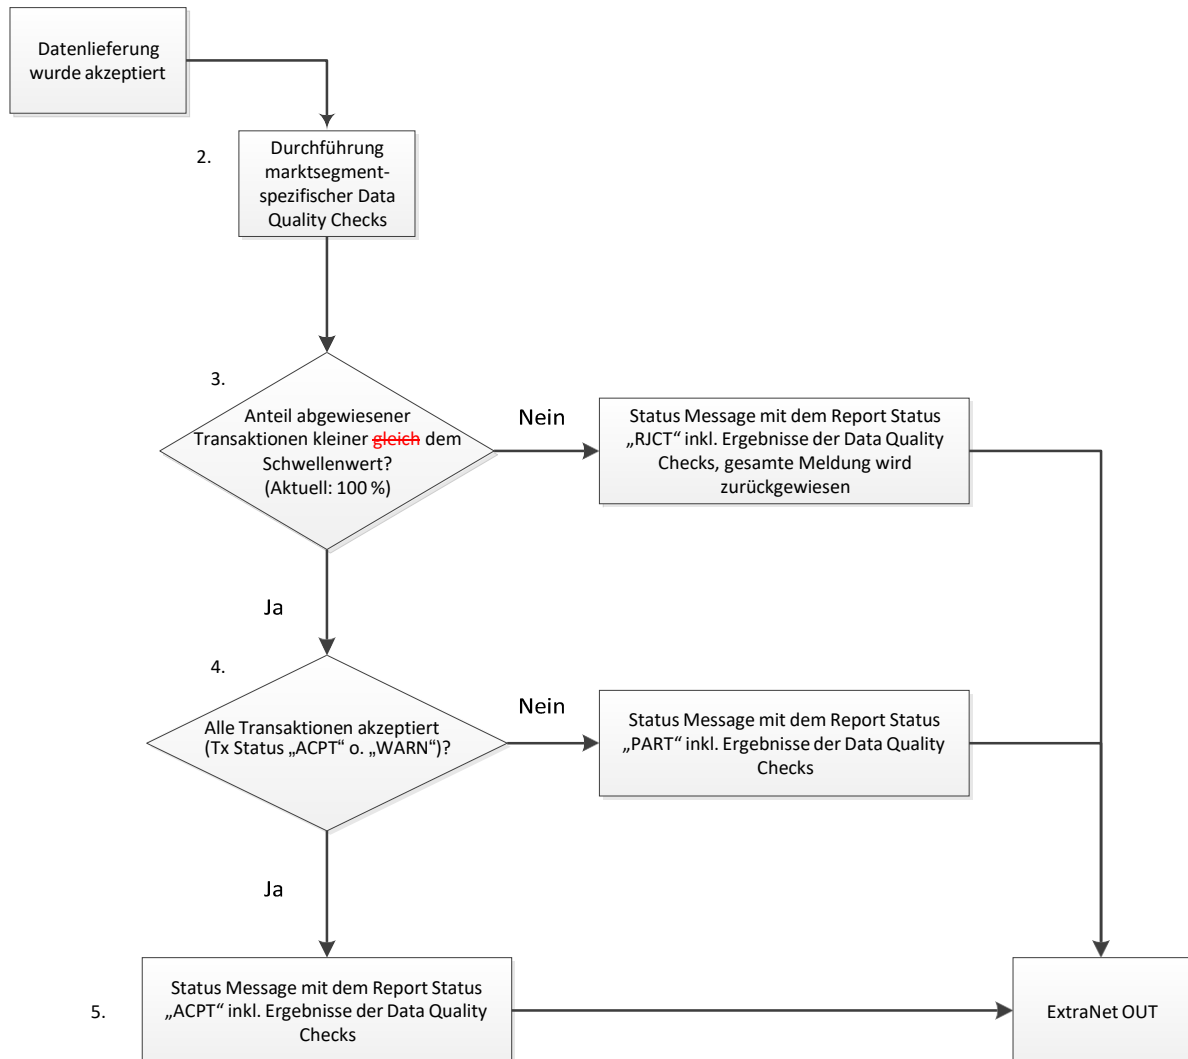 Datenlieferung
wurde akzeptiert
2.
Durchführung
marktsegment-
spezifischer Data
Quality Checks
3.
Anteil abgewiesener
Transaktionen kleiner gleich dem
Schwellenwert?
(Aktuell: 100 %)
Nein
Status Message mit dem Report Status
„RJCT“ inkl. Ergebnisse der Data Quality
Checks, gesamte Meldung wird
zurückgewiesen
Ja
4.
Alle Transaktionen akzeptiert
(Tx Status „ACPT“ o. „WARN“)?
Nein
Status Message mit dem Report Status
„PART“ inkl. Ergebnisse der Data Quality
Checks
Ja
5.
Status Message mit dem Report Status
„ACPT“ inkl. Ergebnisse der Data Quality
Checks
ExtraNet OUT